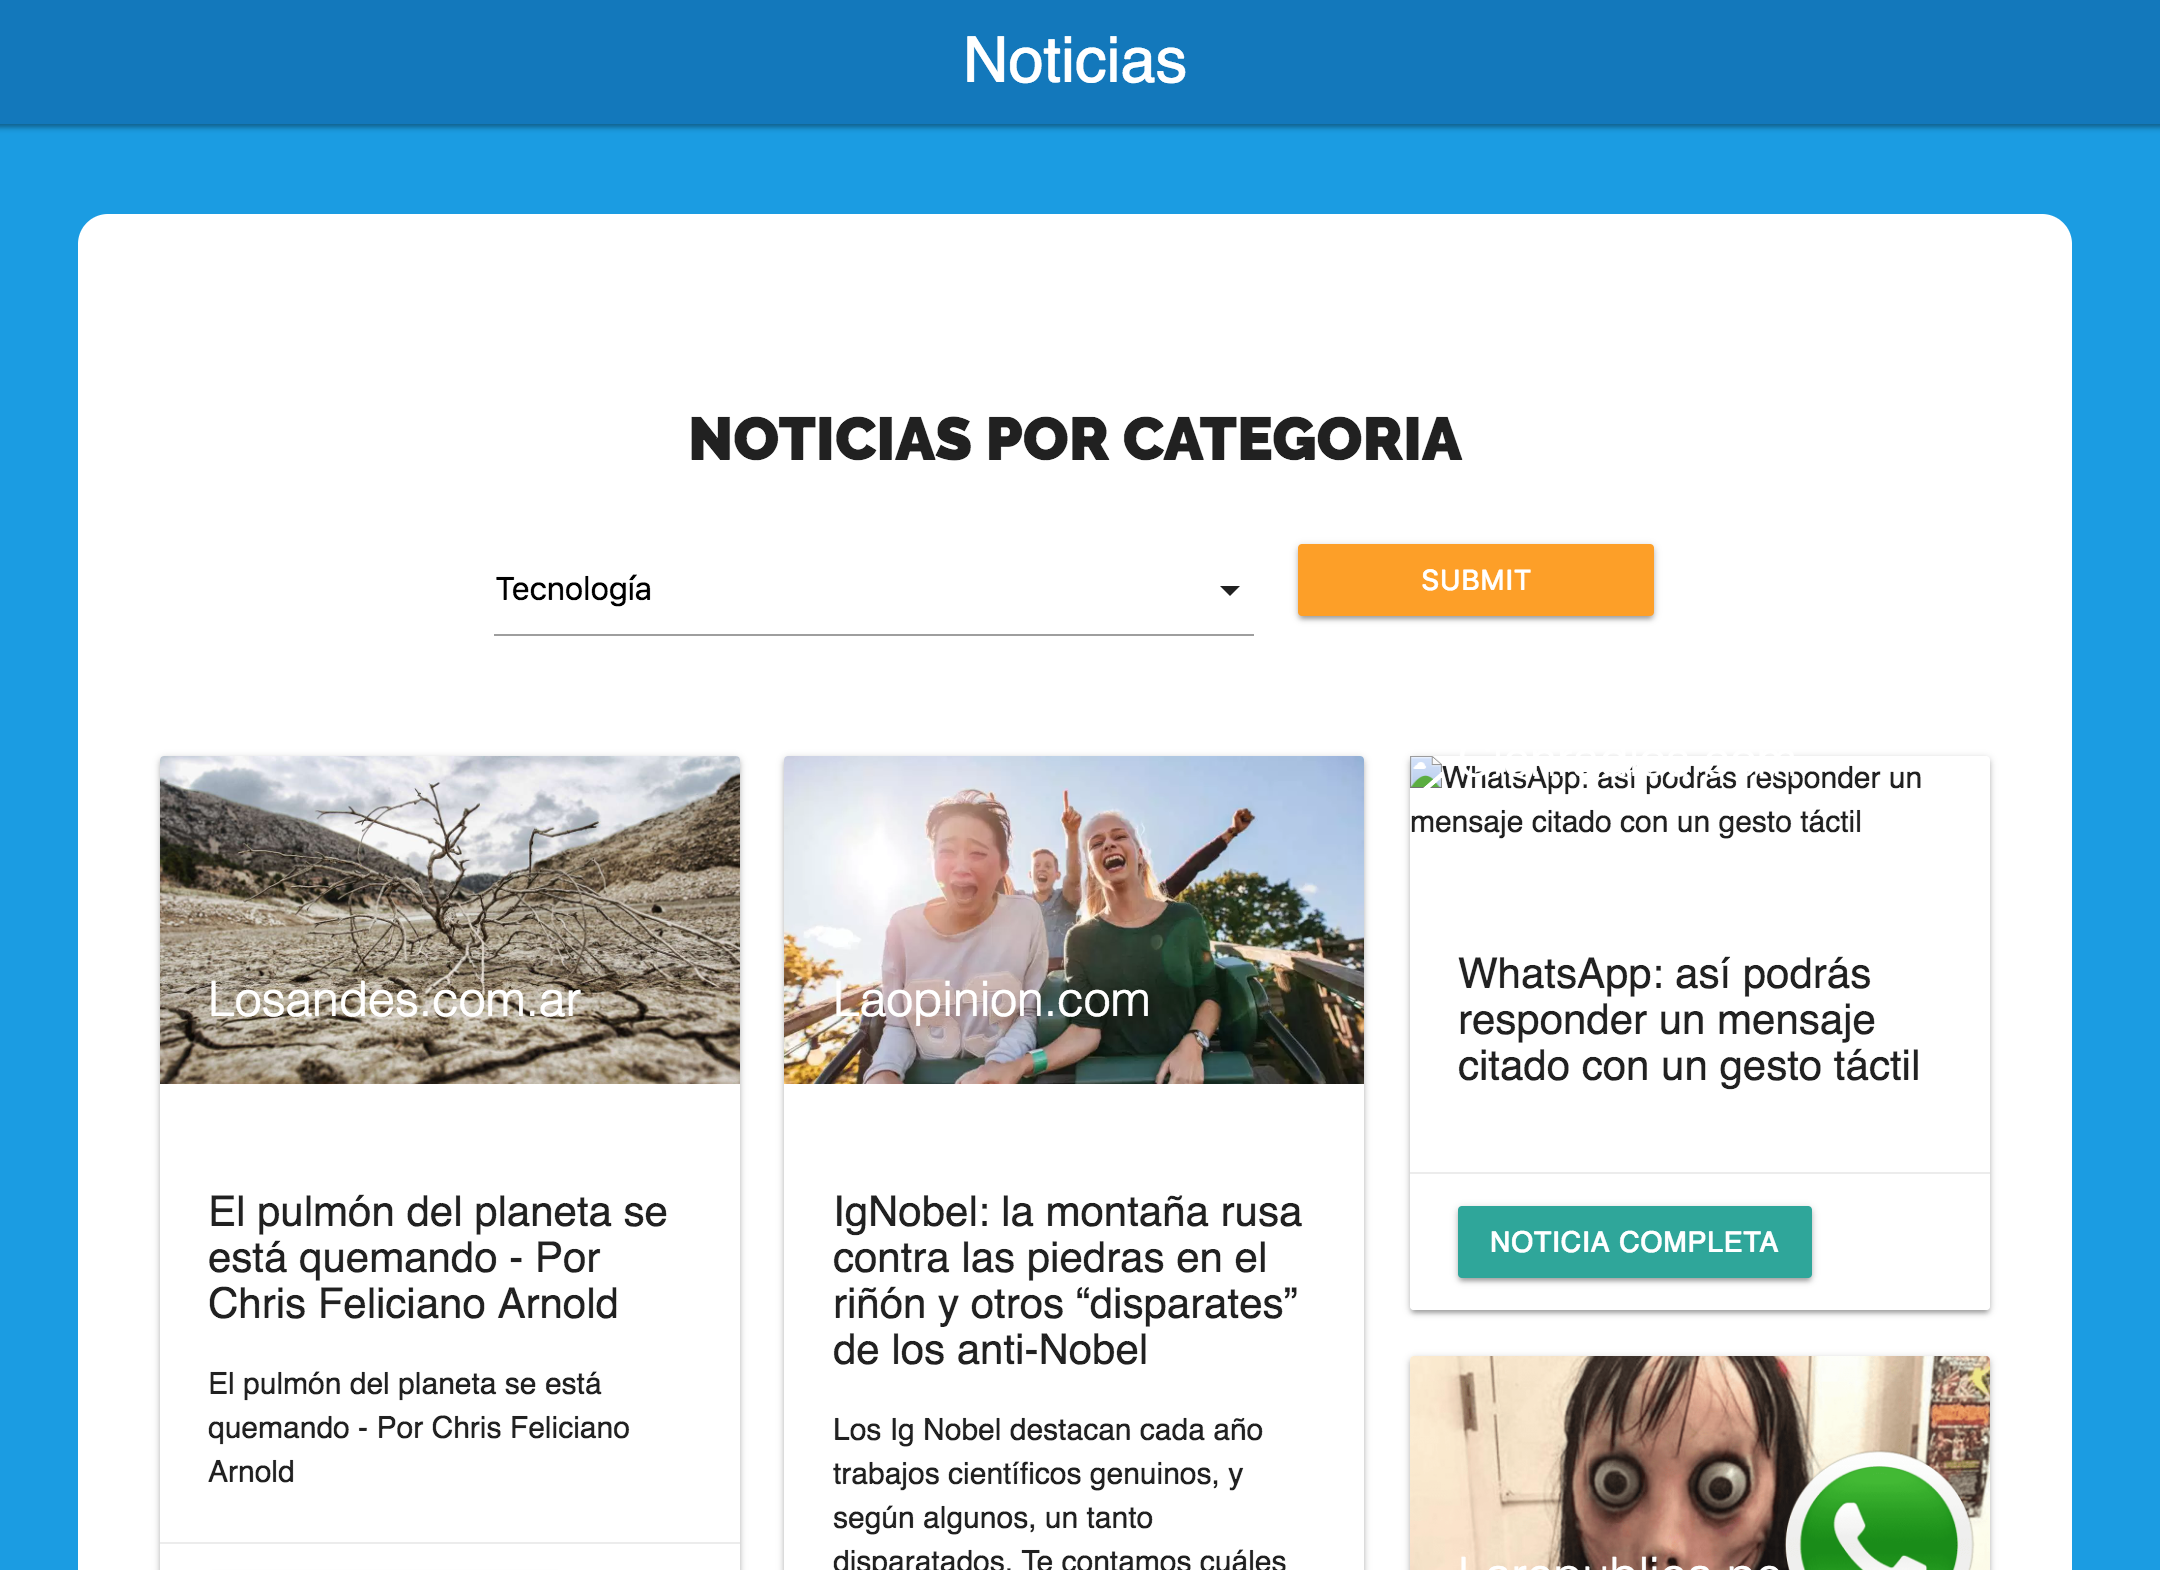 Noticias
NOTICIAS POR CATEGORIA
Tecnología
SUBMIT
Losandes.com.ar
El pulmón del planeta se
está quemando - Por
Chris Feliciano Arnold
El pulmón del planeta se está
quemando - Por Chris Feliciano
Arnold
Laopinion.com
IgNobel: la montaña rusa
contra las piedras en el
riñón y otros “disparates”
de los anti-Nobel
Los Ig Nobel destacan cada año
trabajos científicos genuinos, y
según algunos, un tanto
disparatados. Te contamos cuáles
WhatsApp: así podrás responder un
mensaje citado con un gesto táctil
WhatsApp: así podrás
responder un mensaje
citado con un gesto táctil
NOTICIA COMPLETA
Larepublica.pe